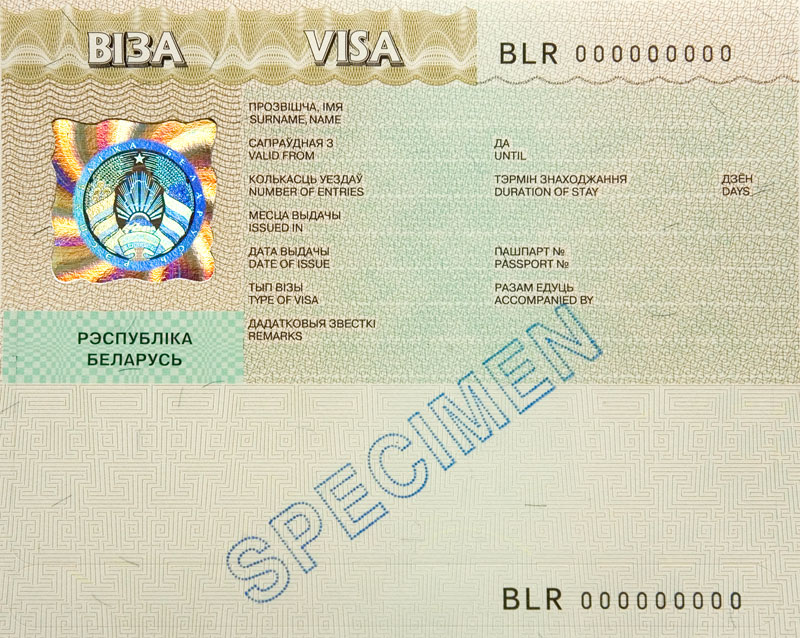 ВІЗА VISA BLR 000000000
ПРОЗВІШЧА, ІМЯ
SURNAME, NAME
САПРАЎДНАЯ З ДА
VALID FROM UNTIL
КОЛЬКАСЦЬ УЕЗДАЎ ТЭРМІН ЗНАХОДЖАННЯ ДЗЁН
NUMBER OF ENTRIES DURATION OF STAY DAYS
МЕСЦА ВЫДАЧЫ
ISSUED IN
ДАТА ВЫДАЧЫ ПАШПАРТ №
DATE OF ISSUE PASSPORT №
ТЫП ВІЗЫ РАЗАМ ЕДУЦЬ
TYPE OF VISA ACCOMPANIED BY
ДАДАТКОВЫЯ ЗВЕСТКІ
REMARKS
РЭСПУБЛІКА
БЕЛАРУСЬ
SPECIMEN
BLR 000000000